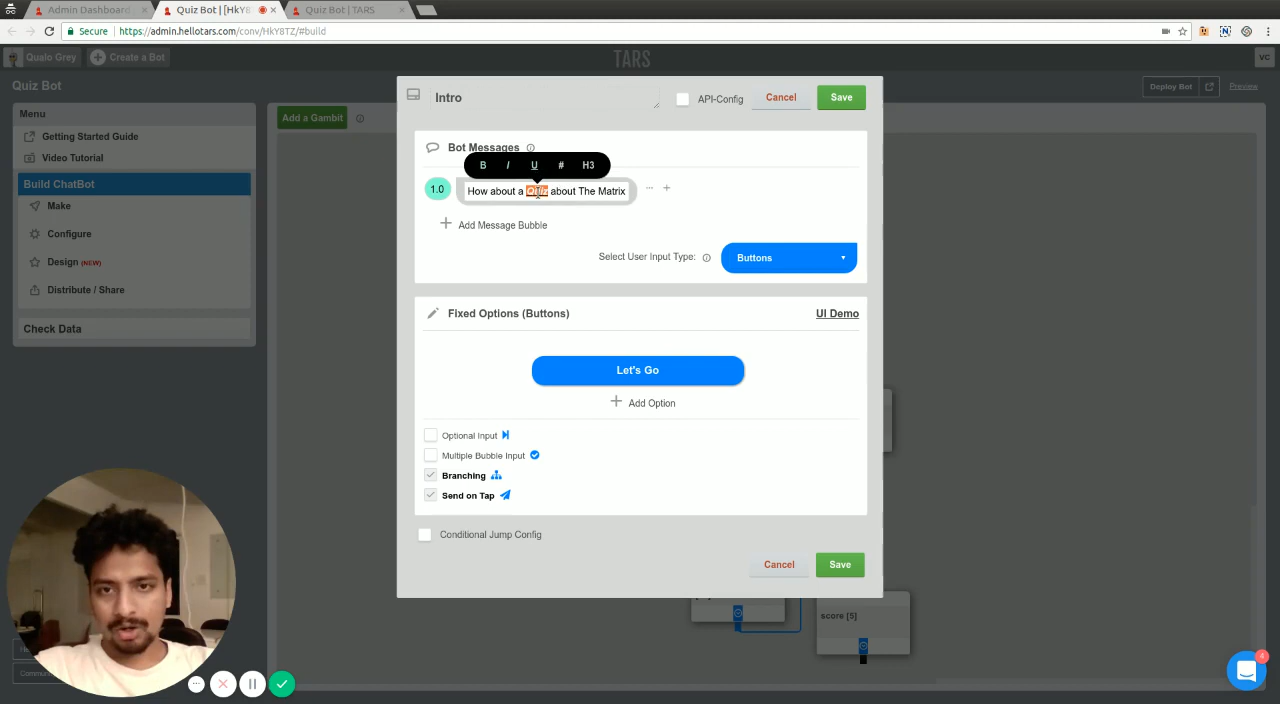 Admin Dashboard
Quiz Bot | [HkY8
Quiz Bot | TARS
Secure
https://admin.hellotars.com/conv/HkY8TZ/#build
Qualo Grey
Create a Bot
TARS
VC
Quiz Bot
Deploy Bot
Preview
Menu
Getting Started Guide
Video Tutorial
Build ChatBot
Make
Configure
Design (NEW)
Distribute / Share
Check Data
Add a Gambit
Intro
API-Config
Cancel
Save
Bot Messages
B I U # H3
1.0
How about a Quiz about The Matrix
Add Message Bubble
Select User Input Type:
Buttons
Fixed Options (Buttons)
UI Demo
Let's Go
Add Option
Optional Input
Multiple Bubble Input
Branching
Send on Tap
Conditional Jump Config
Cancel
Save
score [5]
4